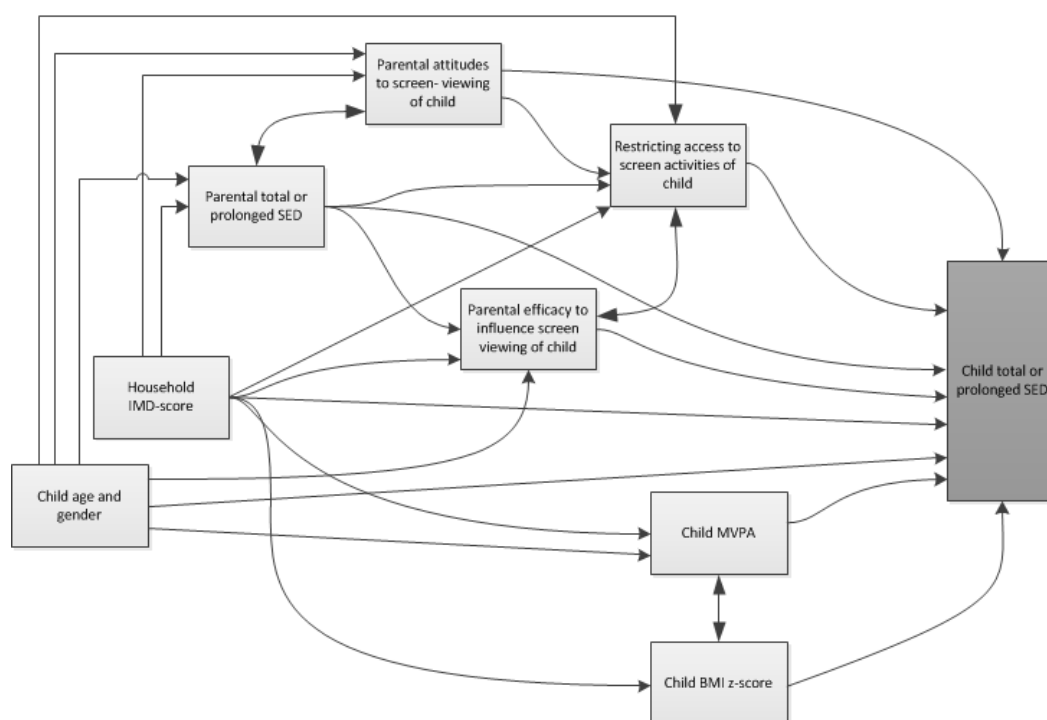 Parental attitudes
to screen- viewing
of child
Restricting access to
screen activities of
child
Parental total or
prolonged SED
Parental efficacy to
influence screen
viewing of child
Household
IMD-score
Child total or
prolonged SED
Child age and
gender
Child MVPA
Child BMI z-score